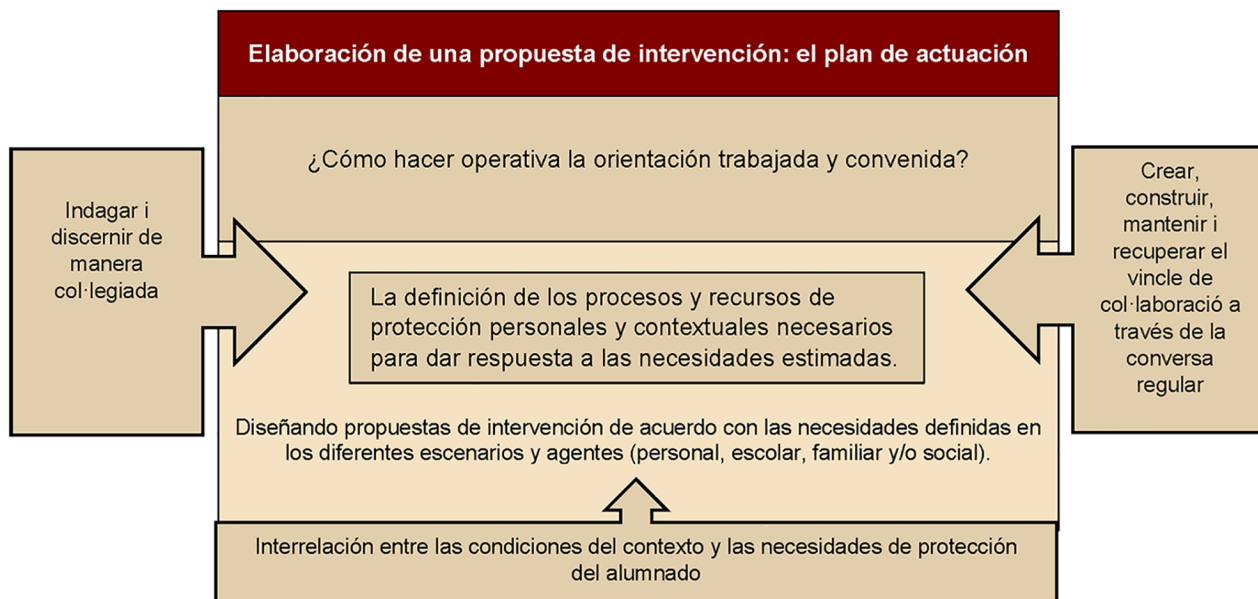 Elaboración de una propuesta de intervención: el plan de actuación
¿Cómo hacer operativa la orientación trabajada y convenida?
Indagar i
discernir de
manera
col·legiada
Crear,
construir,
mantenir i
recuperar el
vincle de
col·laboració a
través de la
conversa
regular
La definición de los procesos y recursos de
protección personales y contextuales necesarios
para dar respuesta a las necesidades estimadas.
Diseñando propuestas de intervención de acuerdo con las necesidades definidas en
los diferentes escenarios y agentes (personal, escolar, familiar y/o social).
Interrelación entre las condiciones del contexto y las necesidades de protección
del alumnado